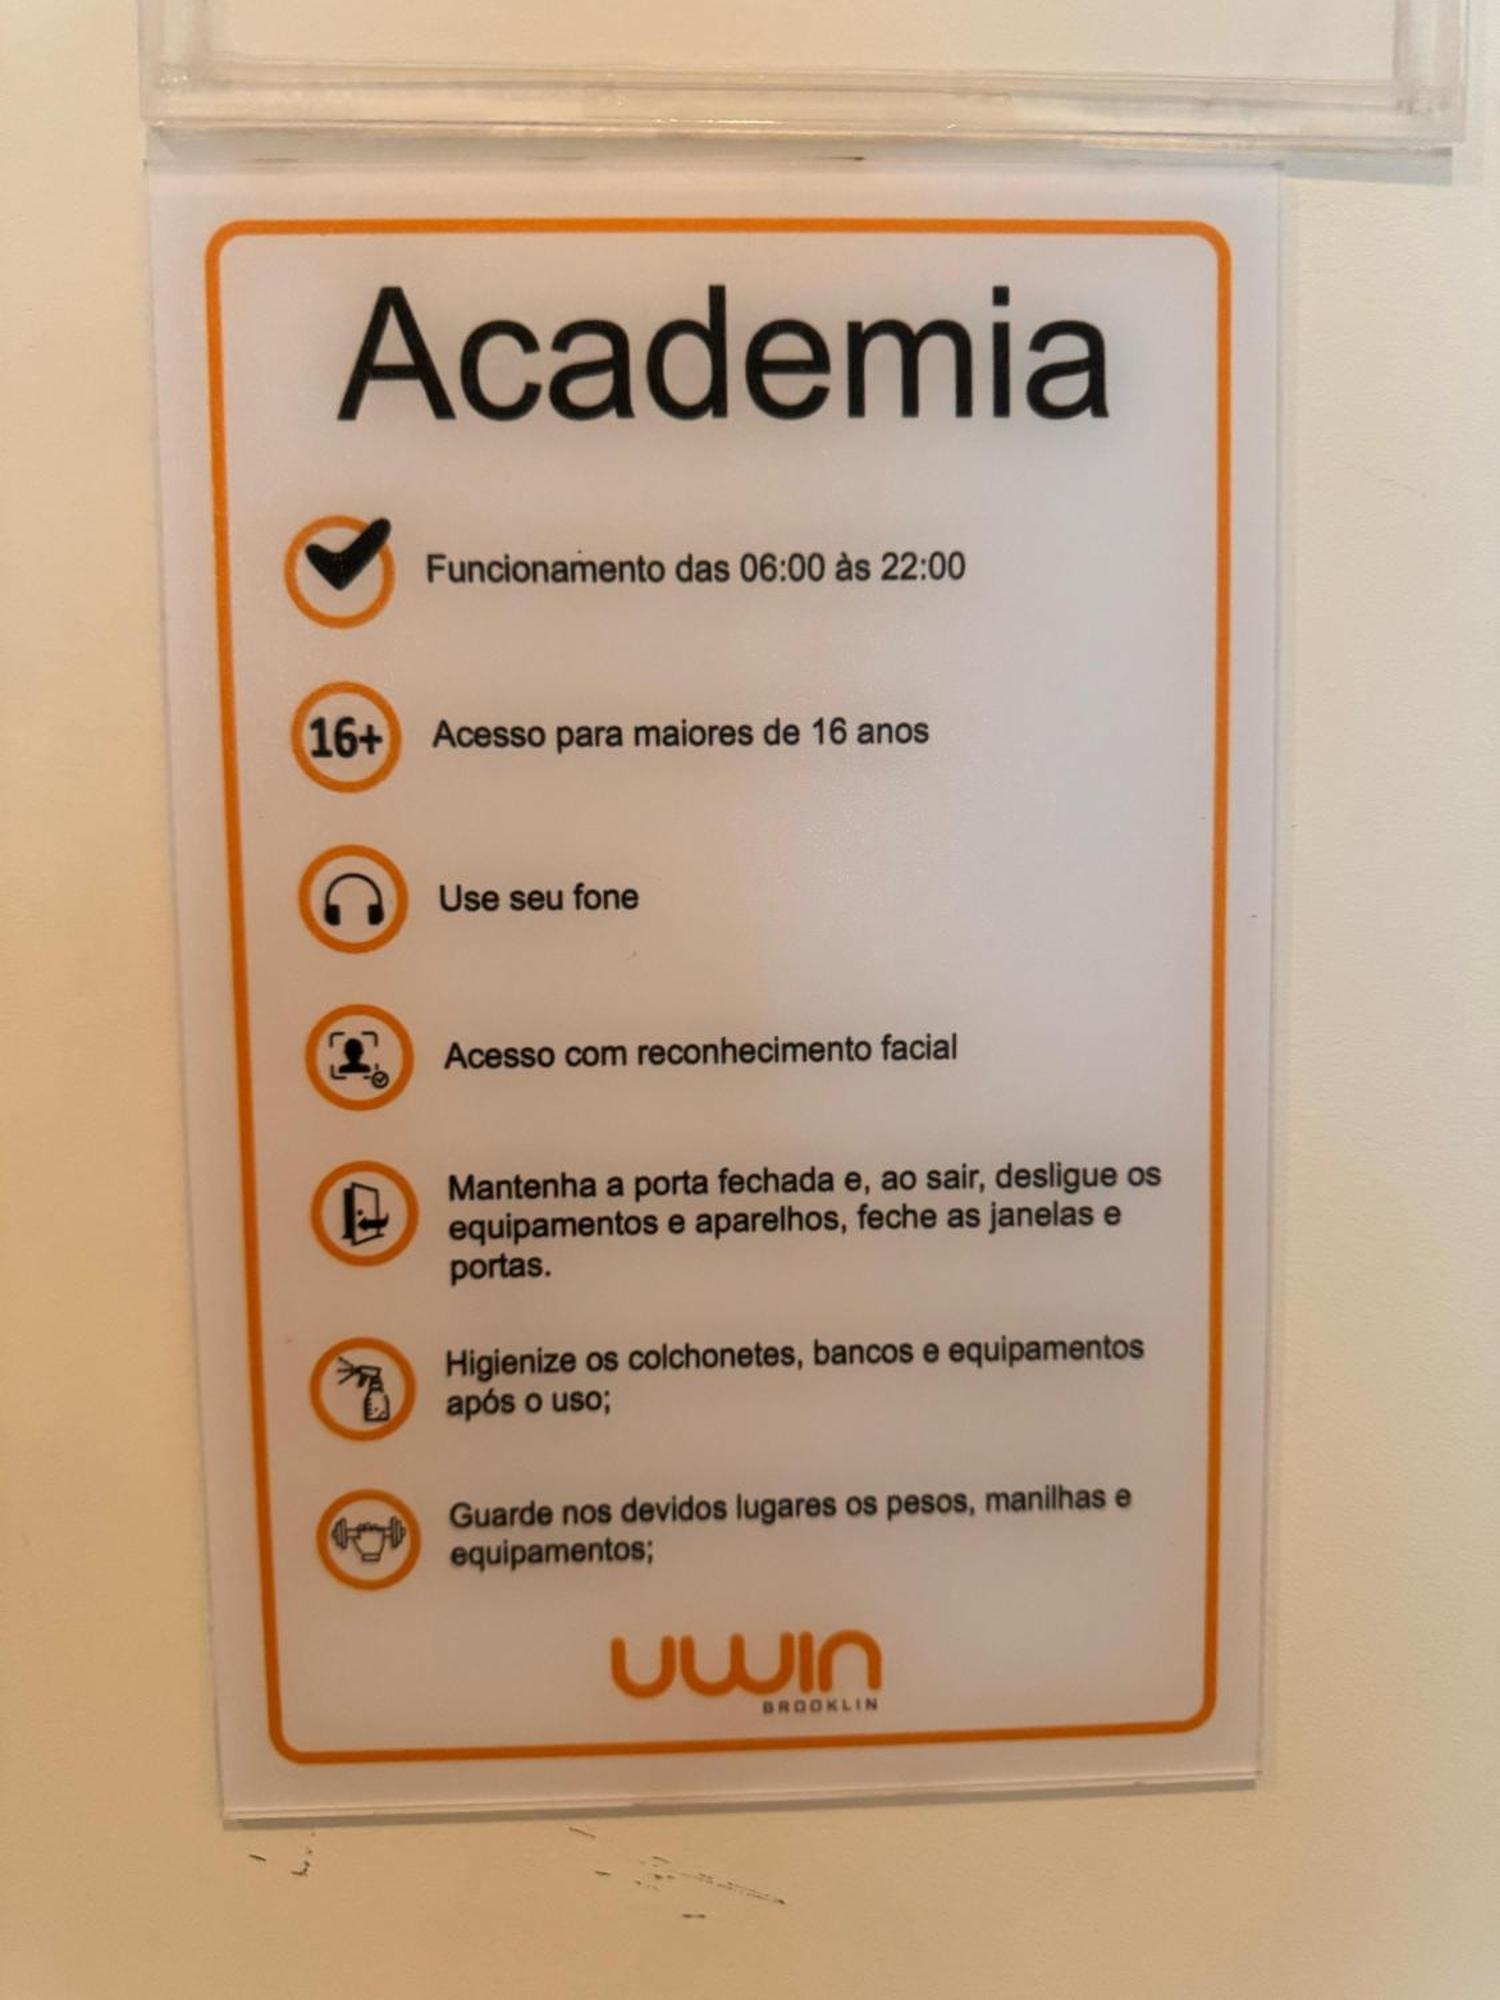 Academia
Funcionamento das 06:00 às 22:00
16+
Acesso para maiores de 16 anos
Use seu fone
Acesso com reconhecimento facial
Mantenha a porta fechada e, ao sair, desligue os
equipamentos e aparelhos, feche as janelas e
portas.
Higienize os colchonetes, bancos e equipamentos
após o uso;
Guarde nos devidos lugares os pesos, manilhas e
equipamentos;
uwin
BROOKLIN